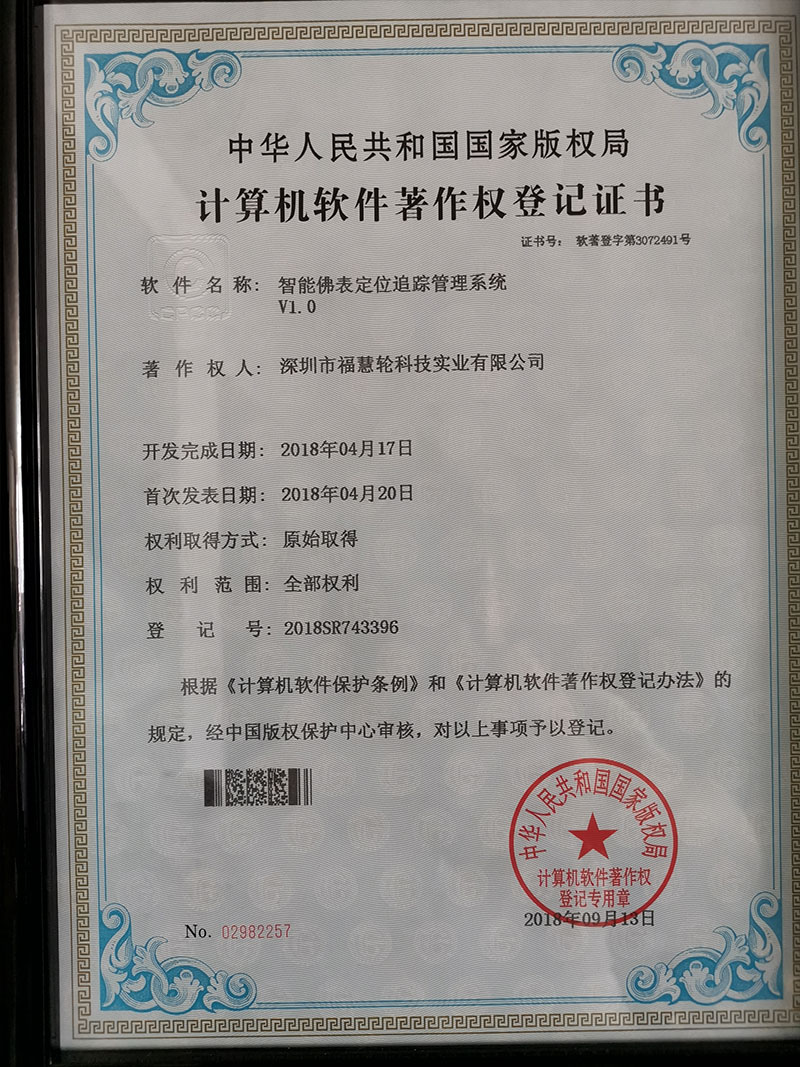 中华人民共和国国家版权局
计算机软件著作权登记证书
证书号： 软著登字第3072491号
软件名称： 智能佛表定位追踪管理系统
V1.0
著作权人： 深圳市福慧轮科技实业有限公司
开发完成日期： 2018年04月17日
首次发表日期： 2018年04月20日
权利取得方式： 原始取得
权利范围： 全部权利
登记号： 2018SR743396
根据《计算机软件保护条例》和《计算机软件著作权登记办法》的
规定，经中国版权保护中心审核，对以上事项予以登记。
中华人民共和国国家版权局
计算机软件著作权
登记专用章
2018年09月13日
No. 02982257
CPCC